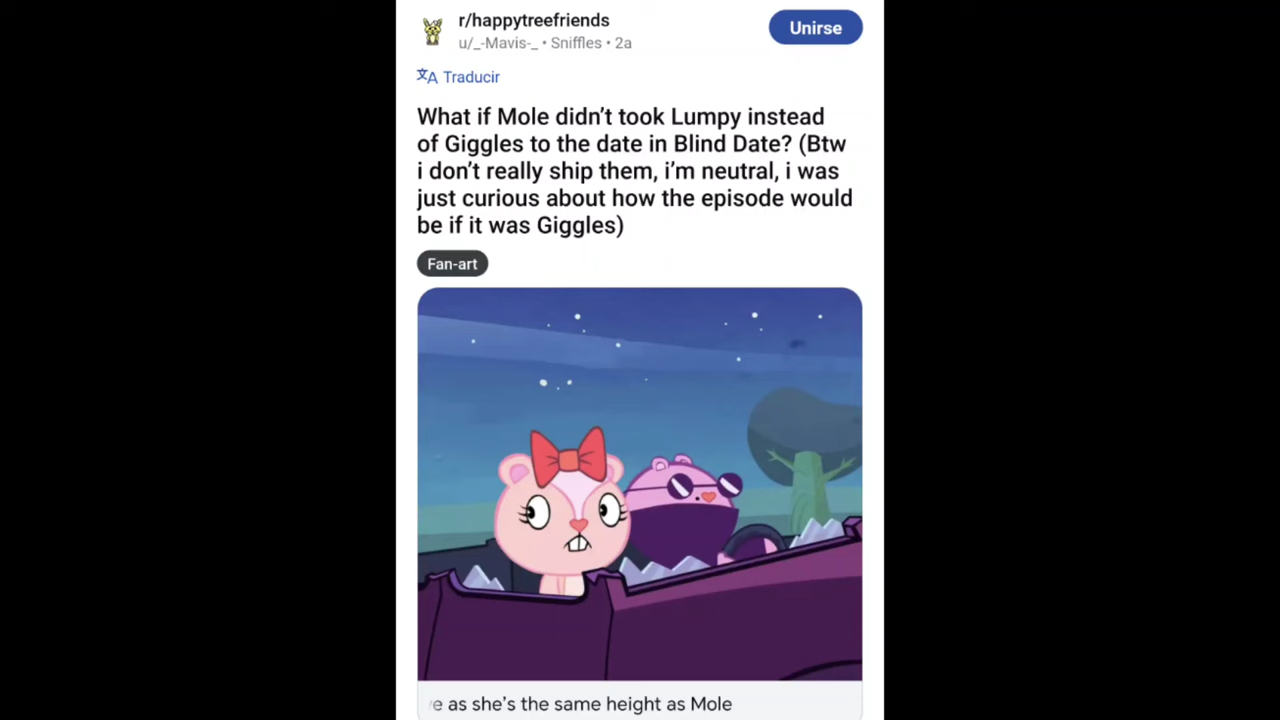 r/happytreefriends
u/_-Mavis-_ • Sniffles • 2a
Unirse
Traducir
What if Mole didn't took Lumpy instead
of Giggles to the date in Blind Date? (Btw
i don't really ship them, i'm neutral, i was
just curious about how the episode would
be if it was Giggles)
Fan-art
as she's the same height as Mole